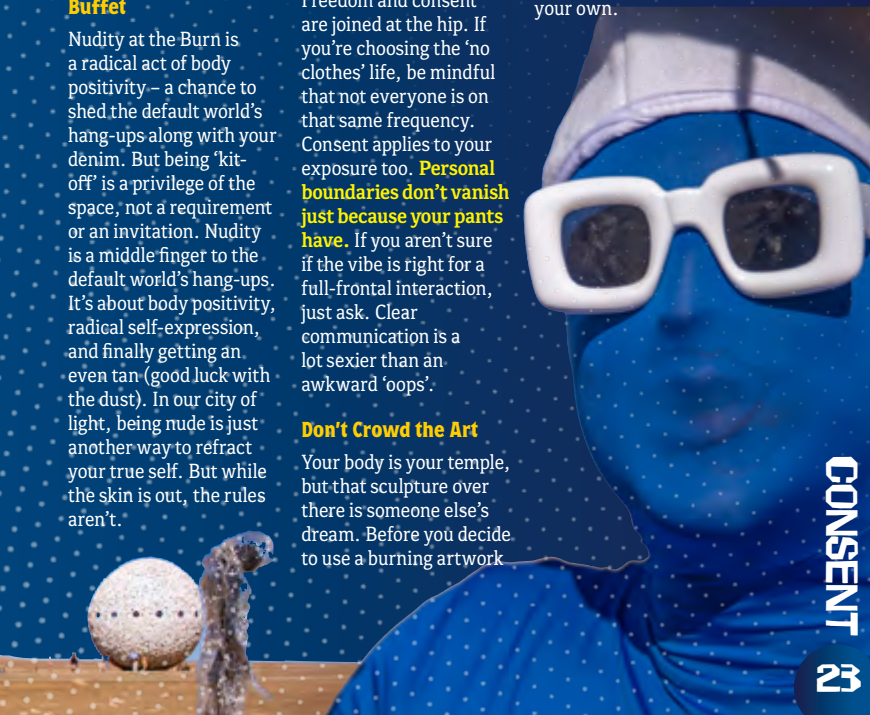 Buffet
Nudity at the Burn is
a radical act of body
positivity – a chance to
shed the default world’s
hang-ups along with your
denim. But being ‘kit-
off’ is a privilege of the
space, not a requirement
or an invitation. Nudity
is a middle finger to the
default world’s hang-ups.
It’s about body positivity,
radical self-expression,
and finally getting an
even tan (good luck with
the dust). In our city of
light, being nude is just
another way to refract
your true self. But while
the skin is out, the rules
aren’t.
Freedom and consent
are joined at the hip. If
you’re choosing the ‘no
clothes’ life, be mindful
that not everyone is on
that same frequency.
Consent applies to your
exposure too. Personal
boundaries don’t vanish
just because your pants
have. If you aren’t sure
if the vibe is right for a
full-frontal interaction,
just ask. Clear
communication is a
lot sexier than an
awkward ‘oops’.
Don’t Crowd the Art
Your body is your temple,
but that sculpture over
there is someone else’s
dream. Before you decide
to use a burning artwork
your own.
CONSENT
23